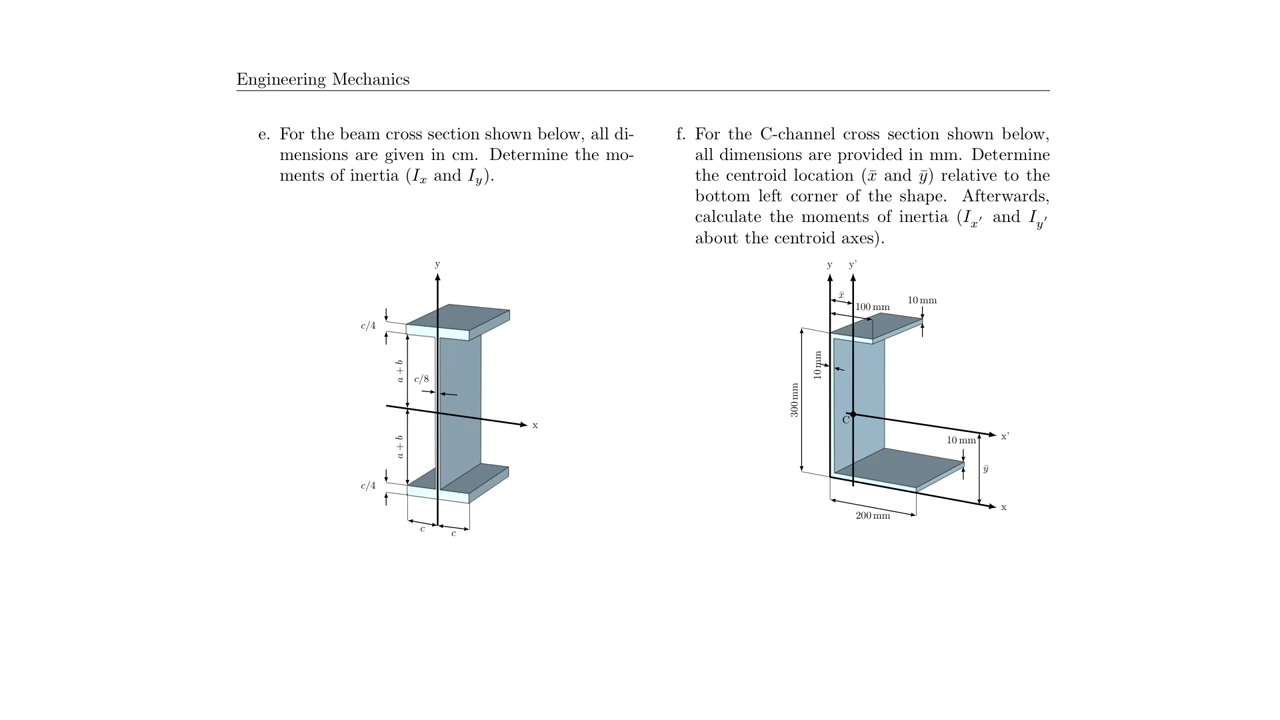 Engineering Mechanics
e. For the beam cross section shown below, all di-
mensions are given in cm. Determine the mo-
ments of inertia (Iₓ and I_y).
f. For the C-channel cross section shown below,
all dimensions are provided in mm. Determine
the centroid location (x̄ and ȳ) relative to the
bottom left corner of the shape. Afterwards,
calculate the moments of inertia (I_x′ and I_y′
about the centroid axes).
y
c/4
a + b
c/8
x
a + b
c/4
c
c
y
y'
x̄
100 mm
10 mm
10 mm
300 mm
C
x'
10 mm
ȳ
x
200 mm